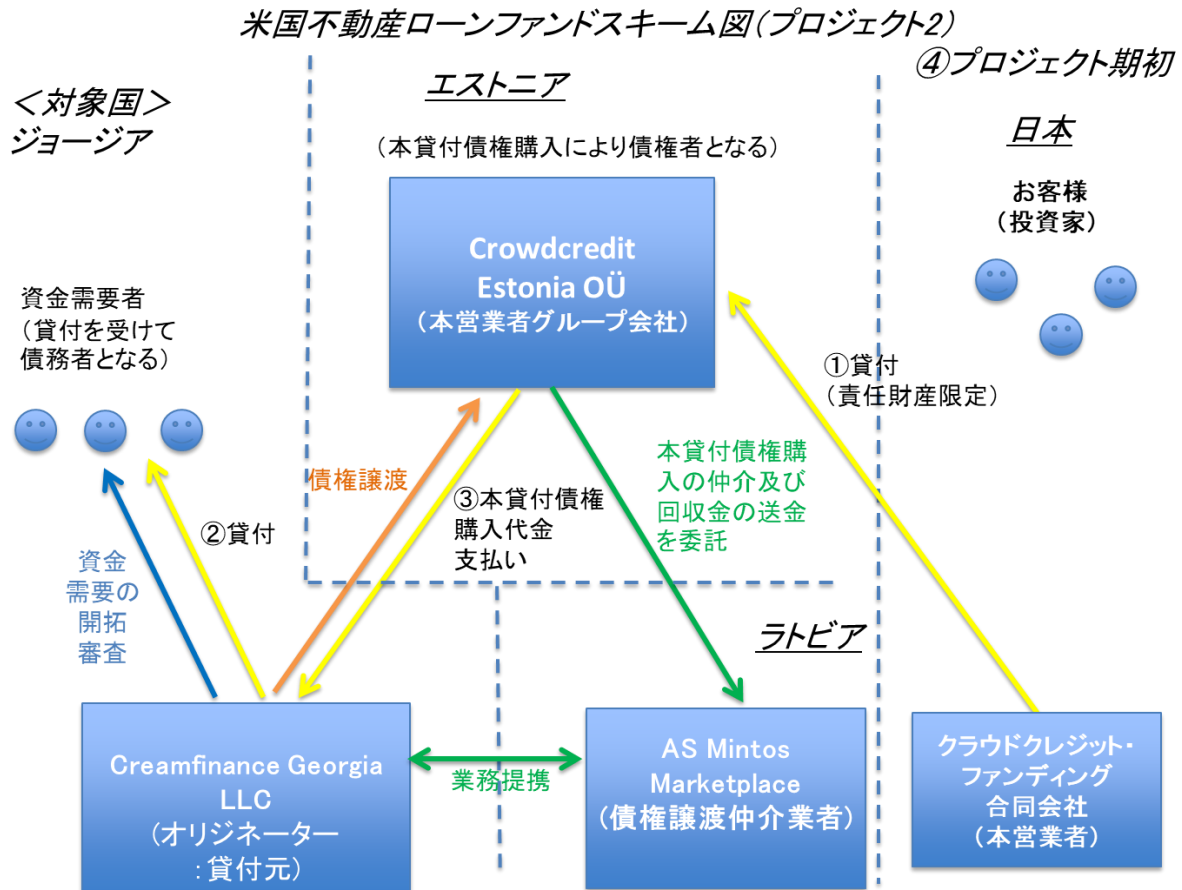 米国不動産ローンファンドスキーム図(プロジェクト2)
④プロジェクト期初
<対象国>
ジョージア
エストニア
(本貸付債権購入により債権者となる)
日本
お客様
(投資家)
Crowdcredit
Estonia OÜ
(本営業者グループ会社)
資金需要者
(貸付を受けて
債務者となる)
①貸付
(責任財産限定)
債権譲渡
③本貸付債権
購入代金
支払い
本貸付債権購
入の仲介及び
回収金の送金
を委託
②貸付
資金
需要の
開拓
審査
ラトビア
Creamfinance Georgia
LLC
(オリジネーター
:貸付元)
業務提携
AS Mintos
Marketplace
(債権譲渡仲介業者)
クラウドクレジット・
ファンディング
合同会社
(本営業者)